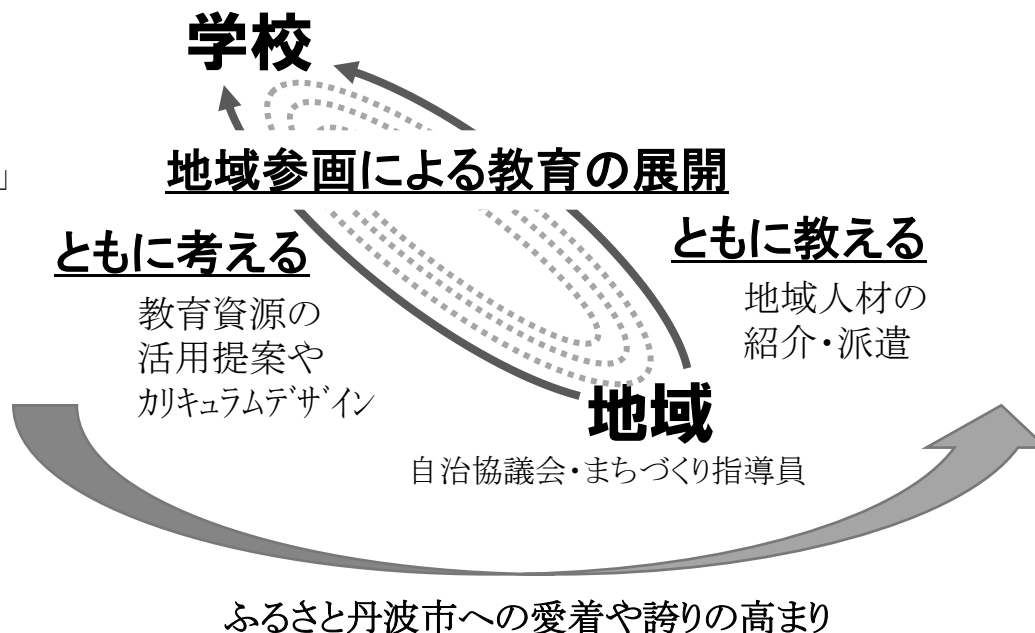 学校
地域参画による教育の展開
」
ともに考える
教育資源の
活用提案や
ｶﾘｷｭﾗﾑﾃﾞｻﾞｲﾝ
ともに教える
地域人材の
紹介・派遣
地域
自治協議会・まちづくり指導員
ふるさと丹波市への愛着や誇りの高まり